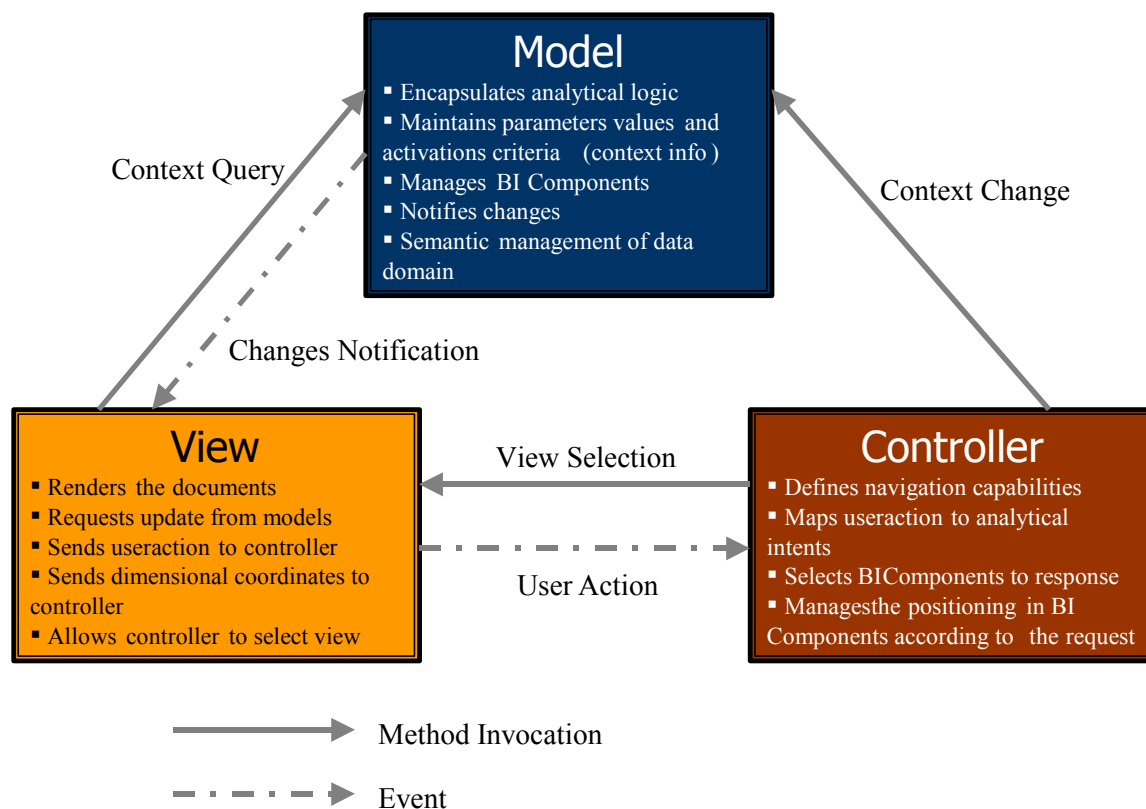 Model
▪ Encapsulates analytical logic
▪ Maintains parameters values and
activations criteria (context info )
▪ Manages BI Components
▪ Notifies changes
▪ Semantic management of data
domain
Context Query
Context Change
Changes Notification
View
▪ Renders the documents
▪ Requests update from models
▪ Sends useraction to controller
▪ Sends dimensional coordinates to
controller
▪ Allows controller to select view
View Selection
User Action
Controller
▪ Defines navigation capabilities
▪ Maps useraction to analytical
intents
▪ Selects BIComponents to response
▪ Managesthe positioning in BI
Components according to the request
Method Invocation
Event